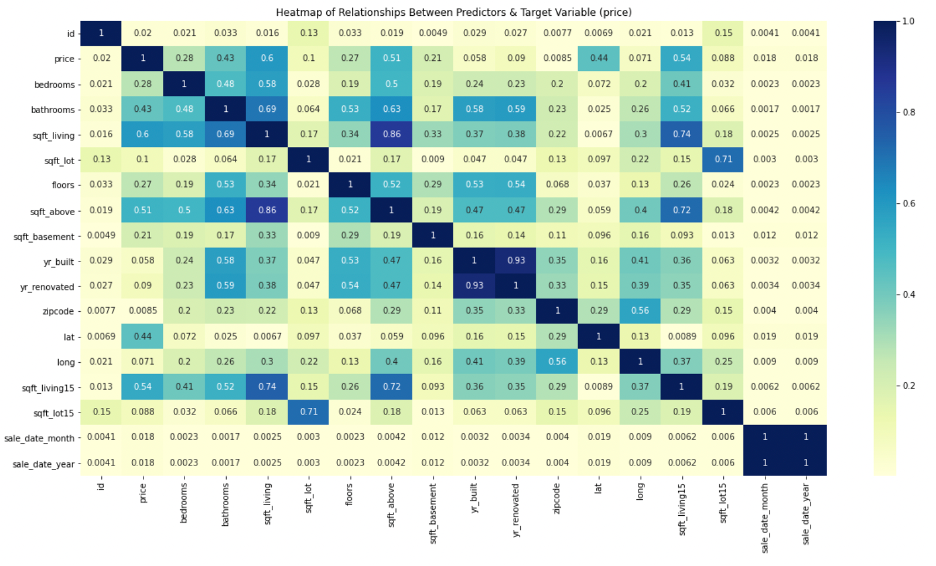 Heatmap of Relationships Between Predictors & Target Variable (price)
id 1 0.02 0.021 0.033 0.016 0.13 0.033 0.019 0.0049 0.029 0.027 0.0077 0.0069 0.021 0.013 0.15 0.0041 0.0041
price 0.02 1 0.28 0.43 0.6 0.1 0.27 0.51 0.21 0.058 0.09 0.0085 0.44 0.071 0.54 0.088 0.018 0.018
bedrooms 0.021 0.28 1 0.48 0.58 0.028 0.19 0.5 0.19 0.24 0.23 0.2 0.072 0.2 0.41 0.032 0.0023 0.0023
bathrooms 0.033 0.43 0.48 1 0.69 0.064 0.53 0.63 0.17 0.58 0.59 0.23 0.025 0.26 0.52 0.066 0.0017 0.0017
sqft_living 0.016 0.6 0.58 0.69 1 0.17 0.34 0.86 0.33 0.37 0.38 0.22 0.0067 0.3 0.74 0.18 0.0025 0.0025
sqft_lot 0.13 0.1 0.028 0.064 0.17 1 0.021 0.17 0.009 0.047 0.047 0.13 0.097 0.22 0.15 0.71 0.003 0.003
floors 0.033 0.27 0.19 0.53 0.34 0.021 1 0.52 0.29 0.53 0.54 0.068 0.037 0.13 0.26 0.024 0.0023 0.0023
sqft_above 0.019 0.51 0.5 0.63 0.86 0.17 0.52 1 0.19 0.47 0.47 0.29 0.059 0.4 0.72 0.18 0.0042 0.0042
sqft_basement 0.0049 0.21 0.19 0.17 0.33 0.009 0.29 0.19 1 0.16 0.14 0.11 0.096 0.16 0.093 0.013 0.012 0.012
yr_built 0.029 0.058 0.24 0.58 0.37 0.047 0.53 0.47 0.16 1 0.93 0.35 0.16 0.41 0.36 0.063 0.0032 0.0032
yr_renovated 0.027 0.09 0.23 0.59 0.38 0.047 0.54 0.47 0.14 0.93 1 0.33 0.15 0.39 0.35 0.063 0.0034 0.0034
zipcode 0.0077 0.0085 0.2 0.23 0.22 0.13 0.068 0.29 0.11 0.35 0.33 1 0.29 0.56 0.29 0.15 0.004 0.004
lat 0.0069 0.44 0.072 0.025 0.0067 0.097 0.037 0.059 0.096 0.16 0.15 0.29 1 0.13 0.0089 0.096 0.019 0.019
long 0.021 0.071 0.2 0.26 0.3 0.22 0.13 0.4 0.16 0.41 0.39 0.56 0.13 1 0.37 0.25 0.009 0.009
sqft_living15 0.013 0.54 0.41 0.52 0.74 0.15 0.26 0.72 0.093 0.36 0.35 0.29 0.0089 0.37 1 0.19 0.0062 0.0062
sqft_lot15 0.15 0.088 0.032 0.066 0.18 0.71 0.024 0.18 0.013 0.063 0.063 0.15 0.096 0.25 0.19 1 0.006 0.006
sale_date_month 0.0041 0.018 0.0023 0.0017 0.0025 0.003 0.0023 0.0042 0.012 0.0032 0.0034 0.004 0.019 0.009 0.0062 0.006 1 1
sale_date_year 0.0041 0.018 0.0023 0.0017 0.0025 0.003 0.0023 0.0042 0.012 0.0032 0.0034 0.004 0.019 0.009 0.0062 0.006 1 1
id
price
bedrooms
bathrooms
sqft_living
sqft_lot
floors
sqft_above
sqft_basement
yr_built
yr_renovated
zipcode
lat
long
sqft_living15
sqft_lot15
sale_date_month
sale_date_year
1.0
0.8
0.6
0.4
0.2